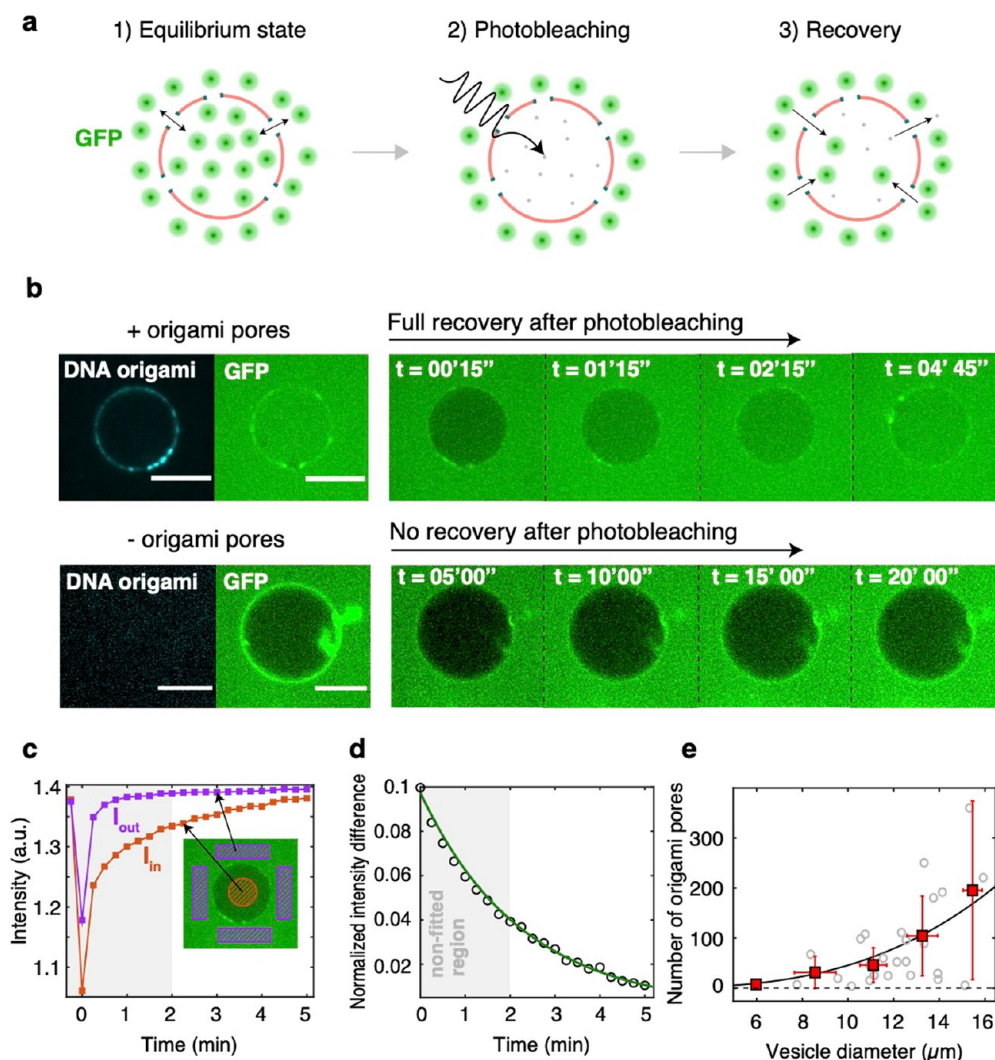 a
1) Equilibrium state
2) Photobleaching
3) Recovery
GFP
b
+ origami pores
Full recovery after photobleaching
DNA origami
GFP
t = 00'15"
t = 01'15"
t = 02'15"
t = 04' 45"
- origami pores
No recovery after photobleaching
DNA origami
GFP
t = 05'00"
t = 10'00"
t = 15' 00"
t = 20' 00"
c
Intensity (a.u.)
1.4
1.3
1.2
1.1
Iout
Iin
0
1
2
3
4
5
Time (min)
d
Normalized intensity difference
0.1
0.08
0.06
0.04
0.02
non-fitted
region
0
1
2
3
4
5
Time (min)
e
Number of origami pores
300
200
100
0
6
8
10
12
14
16
Vesicle diameter (μm)